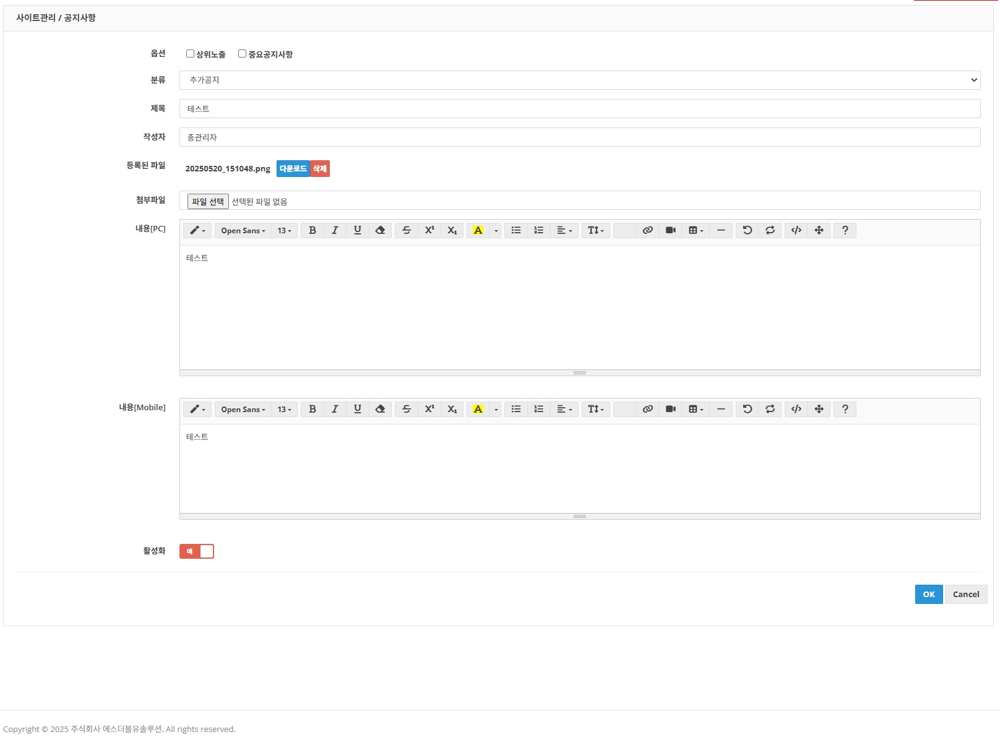 사이트관리 / 공지사항
옵션 상위노출 중요공지사항
분류 추가공지
제목 테스트
작성자 총관리자
등록된 파일 20250520_151048.png 다운로드 삭제
첨부파일 파일 선택 선택된 파일 없음
내용[PC] Open Sans 13 B I U S X¹ X₁ A T </> ?
테스트
내용[Mobile] Open Sans 13 B I U S X¹ X₁ A T </> ?
테스트
활성화 예
OK Cancel
Copyright © 2025 주식회사 에스더블유솔루션. All rights reserved.